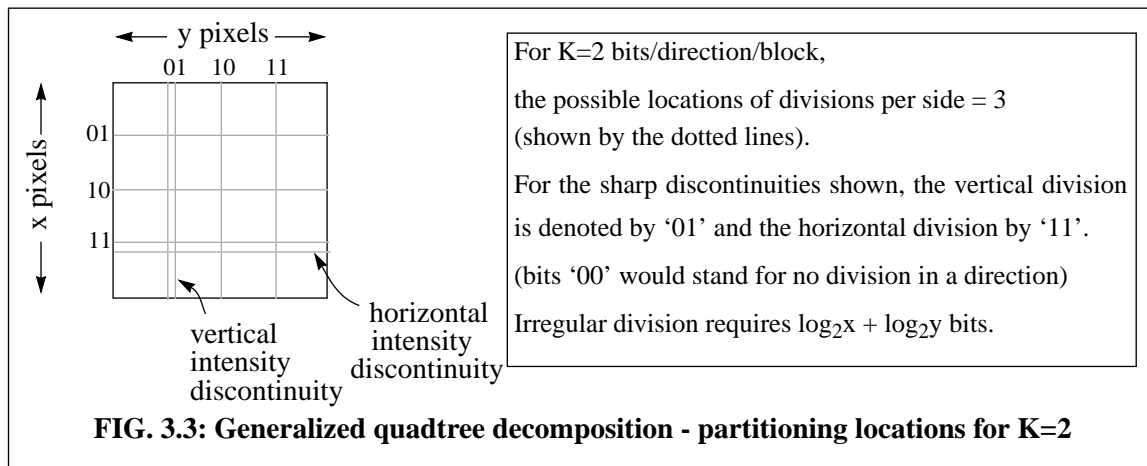 y pixels
01 10 11
x pixels
01
10
11
vertical
intensity
discontinuity
horizontal
intensity
discontinuity
For K=2 bits/direction/block,
the possible locations of divisions per side = 3
(shown by the dotted lines).
For the sharp discontinuities shown, the vertical division
is denoted by ‘01’ and the horizontal division by ‘11’.
(bits ‘00’ would stand for no division in a direction)
Irregular division requires log₂x + log₂y bits.
FIG. 3.3: Generalized quadtree decomposition - partitioning locations for K=2